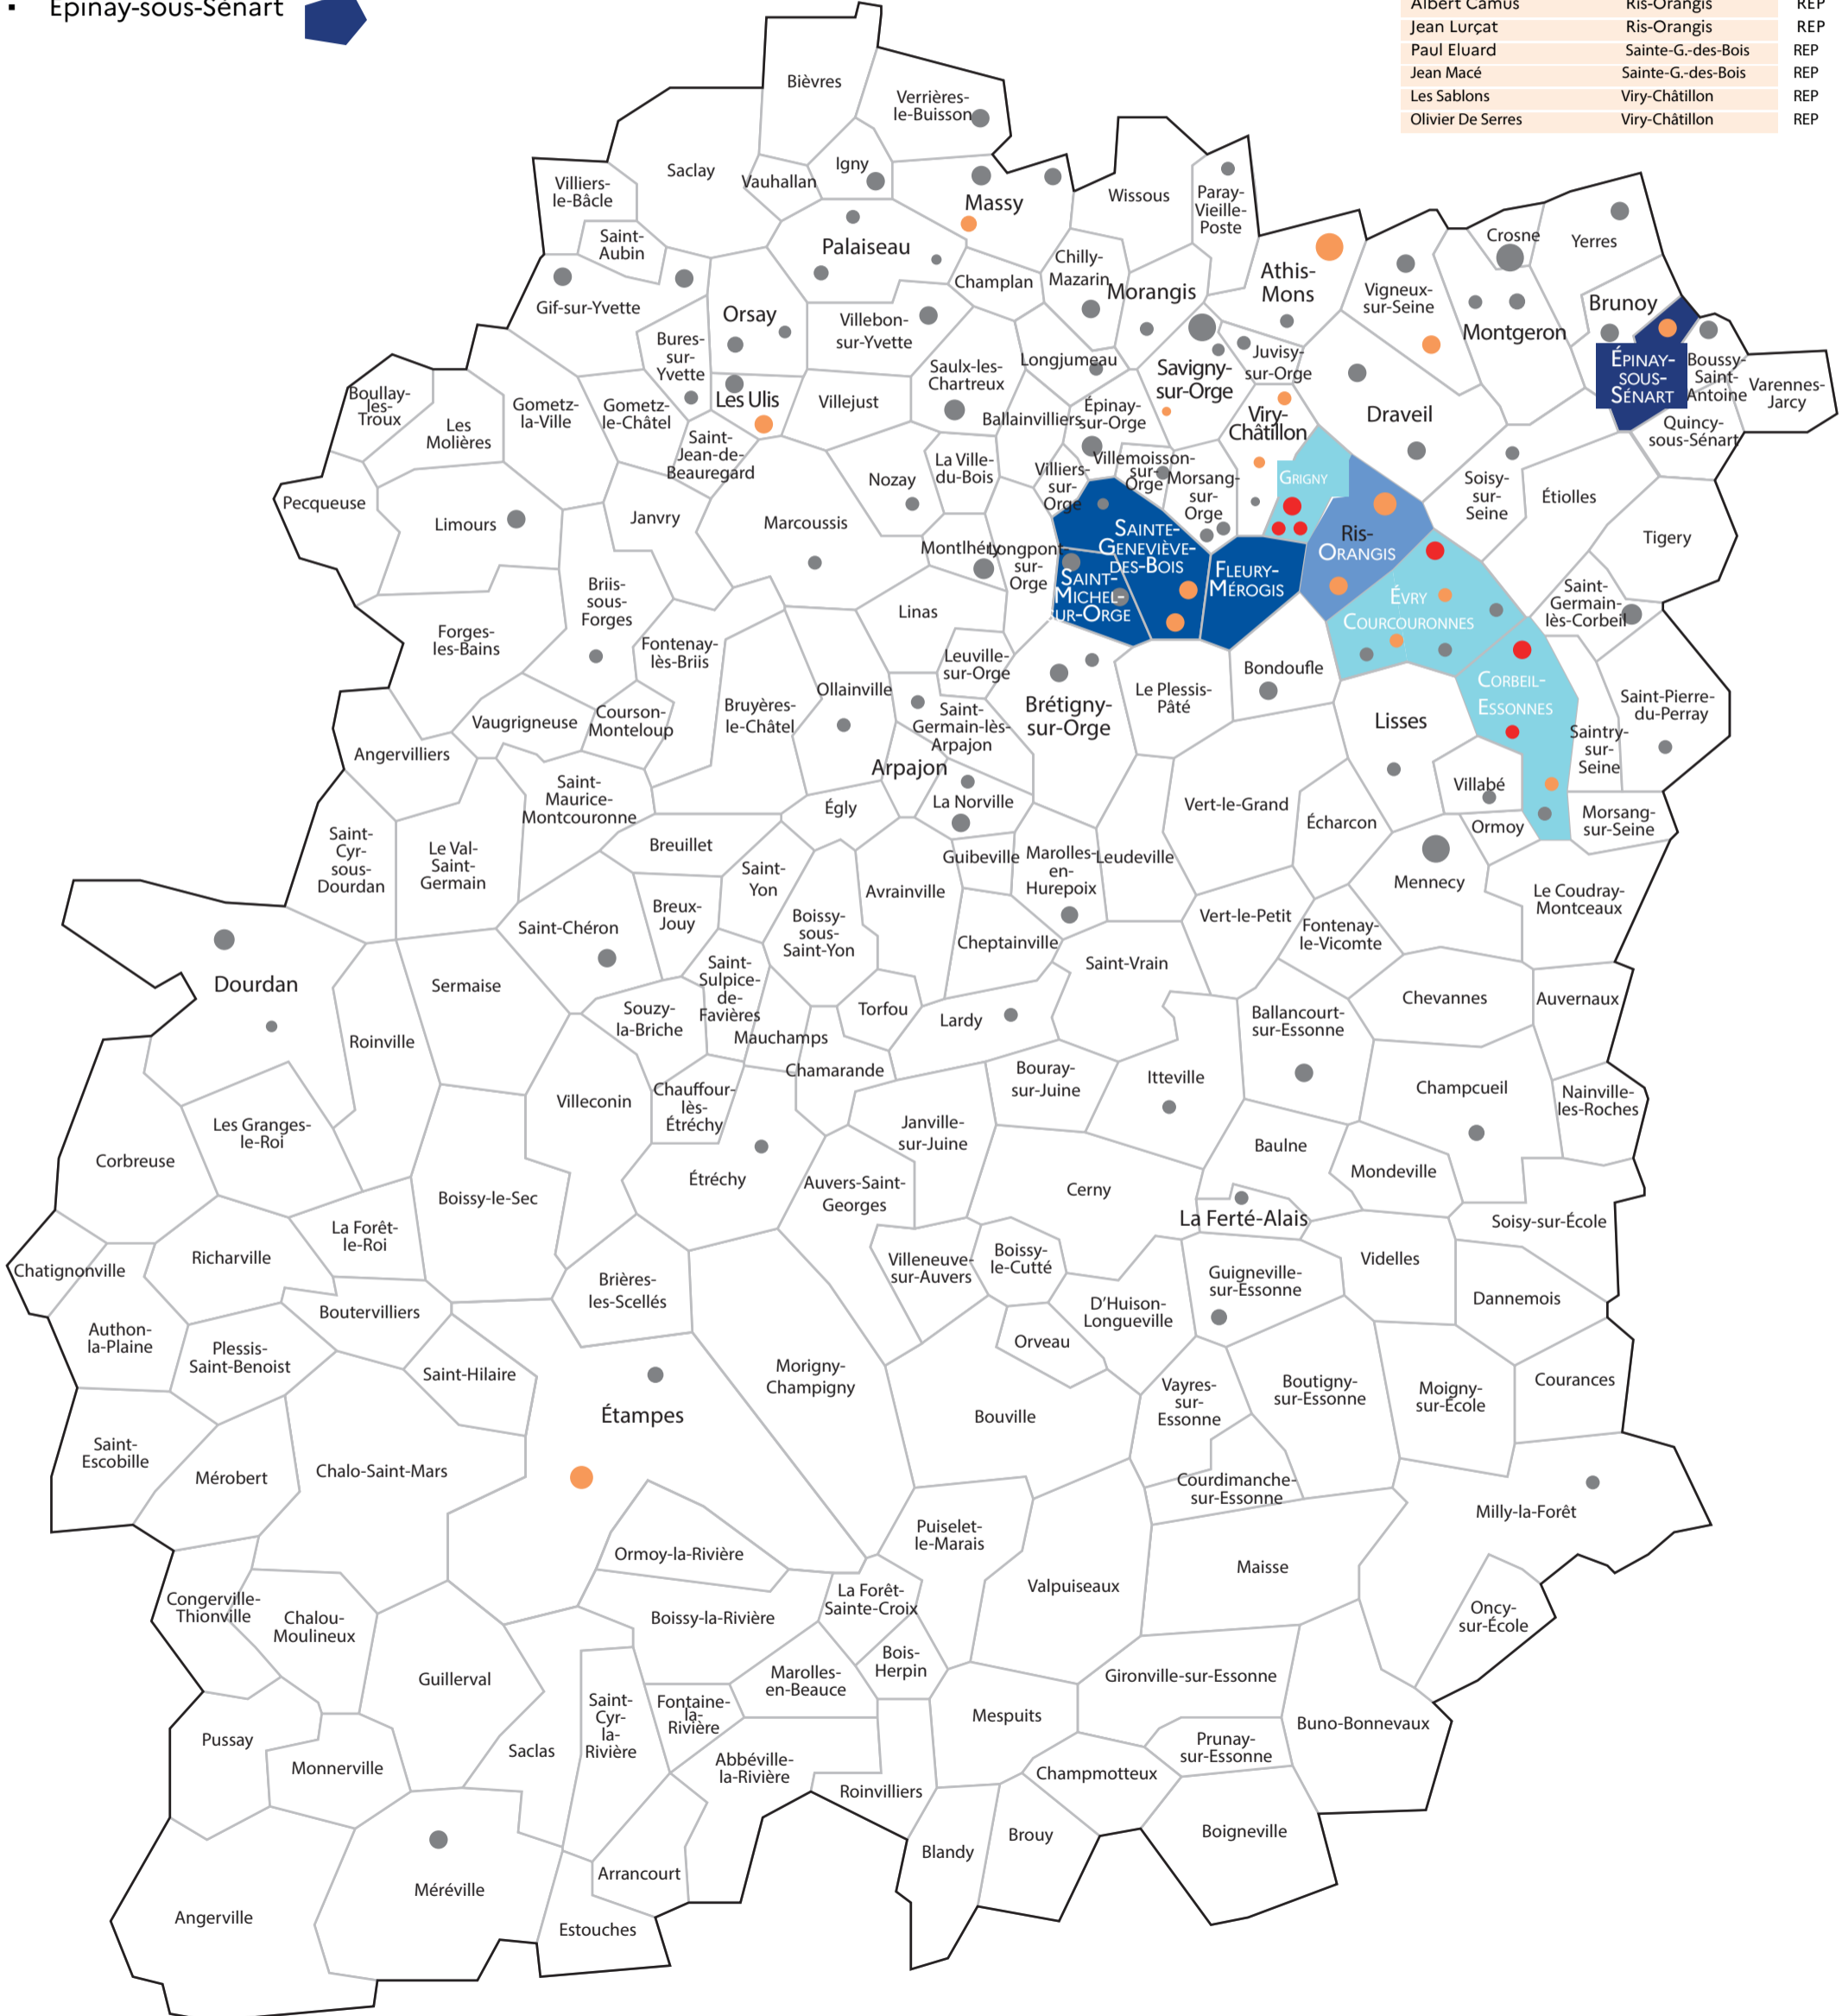 ▪ Epinay-sous-Sénart
Albert Camus Ris-Orangis REP
Jean Lurçat Ris-Orangis REP
Paul Eluard Sainte-G.-des-Bois REP
Jean Macé Sainte-G.-des-Bois REP
Les Sablons Viry-Châtillon REP
Olivier De Serres Viry-Châtillon REP
Bièvres
Verrières-
le-Buisson
Saclay
Vauhallan
Igny
Villiers-
le-Bâcle
Massy
Wissous
Paray-
Vieille-
Poste
Saint-
Aubin
Palaiseau
Crosne
Yerres
Champlan
Chilly-
Mazarin
Morangis
Athis-
Mons
Vigneux-
sur-Seine
Gif-sur-Yvette
Orsay
Villebon-
sur-Yvette
Montgeron
Brunoy
Bures-
sur-
Yvette
Saulx-les-
Chartreux
Longjumeau
Savigny-
sur-Orge
Juvisy-
sur-Orge
ÉPINAY-
SOUS-
SÉNART
Boussy-
Saint-
Antoine
Varennes-
Jarcy
Boullay-
les-
Troux
Les
Molières
Gometz-
la-Ville
Gometz-
le-Châtel
Les Ulis
Villejust
Ballainvilliers
Épinay-
sur-Orge
Viry-
Châtillon
Draveil
Quincy-
sous-Sénart
Saint-
Jean-de-
Beauregard
Nozay
La Ville-
du-Bois
Villiers-
sur-
Orge
Villemoisson-
sur-
Orge
Morsang-
sur-
Orge
GRIGNY
Soisy-
sur-
Seine
Étiolles
Pecqueuse
Limours
Janvry
Marcoussis
Montlhéry
Longpont-
sur-
Orge
SAINTE-
GENEVIÈVE-
DES-BOIS
SAINT-
MICHEL-
SUR-ORGE
FLEURY-
MÉROGIS
Ris-
ORANGIS
Tigery
ÉVRY
COURCOURONNES
Saint-
Germain-
lès-Corbeil
Briis-
sous-
Forges
Forges-
les-Bains
Fontenay-
lès-Briis
Linas
Leuville-
sur-Orge
Bondoufle
CORBEIL-
ESSONNES
Saint-Pierre-
du-Perray
Vaugrigneuse
Courson-
Monteloup
Bruyères-
le-Châtel
Ollainville
Saint-
Germain-lès-
Arpajon
Brétigny-
sur-Orge
Le Plessis-
Pâté
Lisses
Saintry-
sur-
Seine
Angervilliers
Arpajon
Saint-
Maurice-
Montcouronne
Égly
La Norville
Vert-le-Grand
Écharcon
Villabé
Ormoy
Morsang-
sur-Seine
Saint-
Cyr-
sous-
Dourdan
Le Val-
Saint-
Germain
Breuillet
Saint-
Yon
Avrainville
Guibeville
Marolles-
en-
Hurepoix
Leudeville
Mennecy
Le Coudray-
Montceaux
Saint-Chéron
Breux-
Jouy
Boissy-
sous-
Saint-Yon
Cheptainville
Vert-le-Petit
Fontenay-
le-Vicomte
Dourdan
Sermaise
Saint-
Sulpice-
de-
Favières
Saint-Vrain
Chevannes
Auvernaux
Roinville
Souzy-
la-Briche
Mauchamps
Torfou
Lardy
Ballancourt-
sur-Essonne
Chamarande
Bouray-
sur-Juine
Itteville
Champcueil
Nainville-
les-Roches
Villeconin
Chauffour-
lès-
Étréchy
Les Granges-
le-Roi
Janville-
sur-Juine
Baulne
Mondeville
Corbreuse
Étréchy
Boissy-le-Sec
Auvers-Saint-
Georges
Cerny
La Ferté-Alais
Soisy-sur-École
La Forêt-
le-Roi
Richarville
Chatignonville
Villeneuve-
sur-Auvers
Boissy-
le-Cutté
Guigneville-
sur-Essonne
Videlles
Brières-
les-Scellés
Boutervilliers
D'Huison-
Longueville
Dannemois
Authon-
la-Plaine
Plessis-
Saint-Benoist
Orveau
Saint-Hilaire
Morigny-
Champigny
Vayres-
sur-
Essonne
Boutigny-
sur-Essonne
Moigny-
sur-École
Courances
Étampes
Bouville
Saint-
Escobille
Mérobert
Chalo-Saint-Mars
Courdimanche-
sur-Essonne
Milly-la-Forêt
Puiselet-
le-Marais
Ormoy-la-Rivière
Maisse
Valpuiseaux
Congerville-
Thionville
Chalou-
Moulineux
Boissy-la-Rivière
La Forêt-
Sainte-Croix
Oncy-
sur-École
Guillerval
Bois-
Herpin
Marolles-
en-Beauce
Gironville-sur-Essonne
Saint-
Cyr-
la-
Rivière
Fontaine-
la-
Rivière
Mespuits
Buno-Bonnevaux
Pussay
Saclas
Prunay-
sur-Essonne
Monnerville
Abbéville-
la-Rivière
Roinvilliers
Champmotteux
Brouy
Boigneville
Blandy
Arrancourt
Méréville
Angerville
Estouches